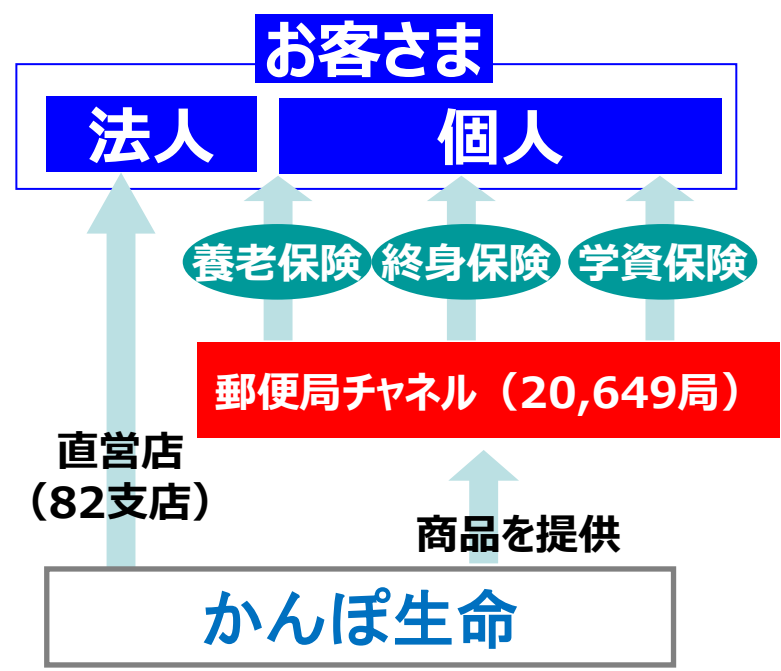 お客さま
法人
個人
養老保険
終身保険
学資保険
郵便局チャネル（20,649局）
直営店
（82支店）
商品を提供
かんぽ生命